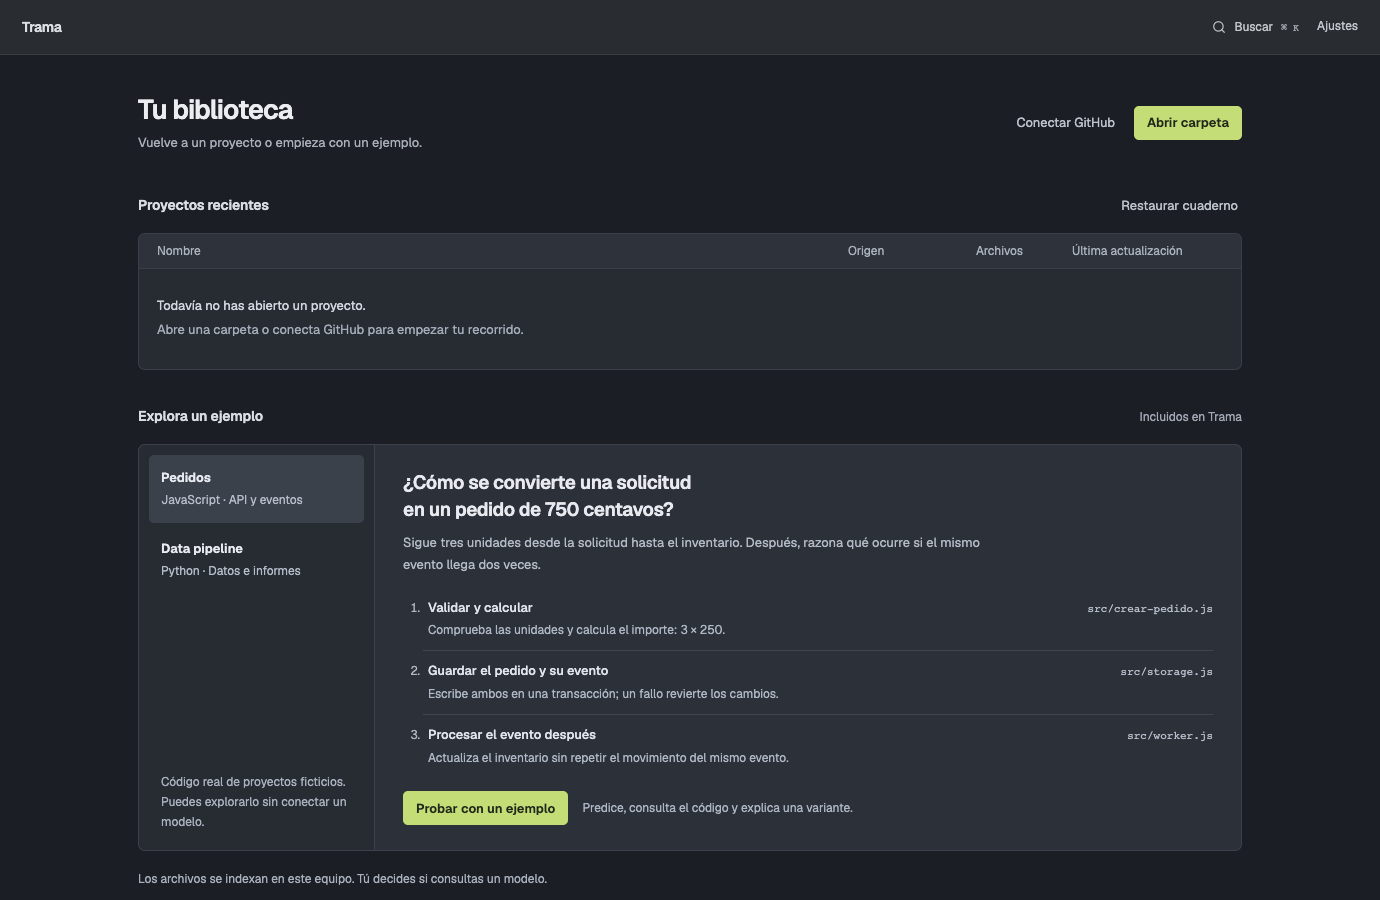 Trama
Buscar ⌘ K
Ajustes
Tu biblioteca
Vuelve a un proyecto o empieza con un ejemplo.
Conectar GitHub
Abrir carpeta
Proyectos recientes
Restaurar cuaderno
Nombre Origen Archivos Última actualización
Todavía no has abierto un proyecto.
Abre una carpeta o conecta GitHub para empezar tu recorrido.
Explora un ejemplo
Incluidos en Trama
Pedidos
JavaScript · API y eventos
Data pipeline
Python · Datos e informes
Código real de proyectos ficticios.
Puedes explorarlo sin conectar un
modelo.
¿Cómo se convierte una solicitud
en un pedido de 750 centavos?
Sigue tres unidades desde la solicitud hasta el inventario. Después, razona qué ocurre si el mismo
evento llega dos veces.
1. Validar y calcular src/crear-pedido.js
Comprueba las unidades y calcula el importe: 3 × 250.
2. Guardar el pedido y su evento src/storage.js
Escribe ambos en una transacción; un fallo revierte los cambios.
3. Procesar el evento después src/worker.js
Actualiza el inventario sin repetir el movimiento del mismo evento.
Probar con un ejemplo
Predice, consulta el código y explica una variante.
Los archivos se indexan en este equipo. Tú decides si consultas un modelo.